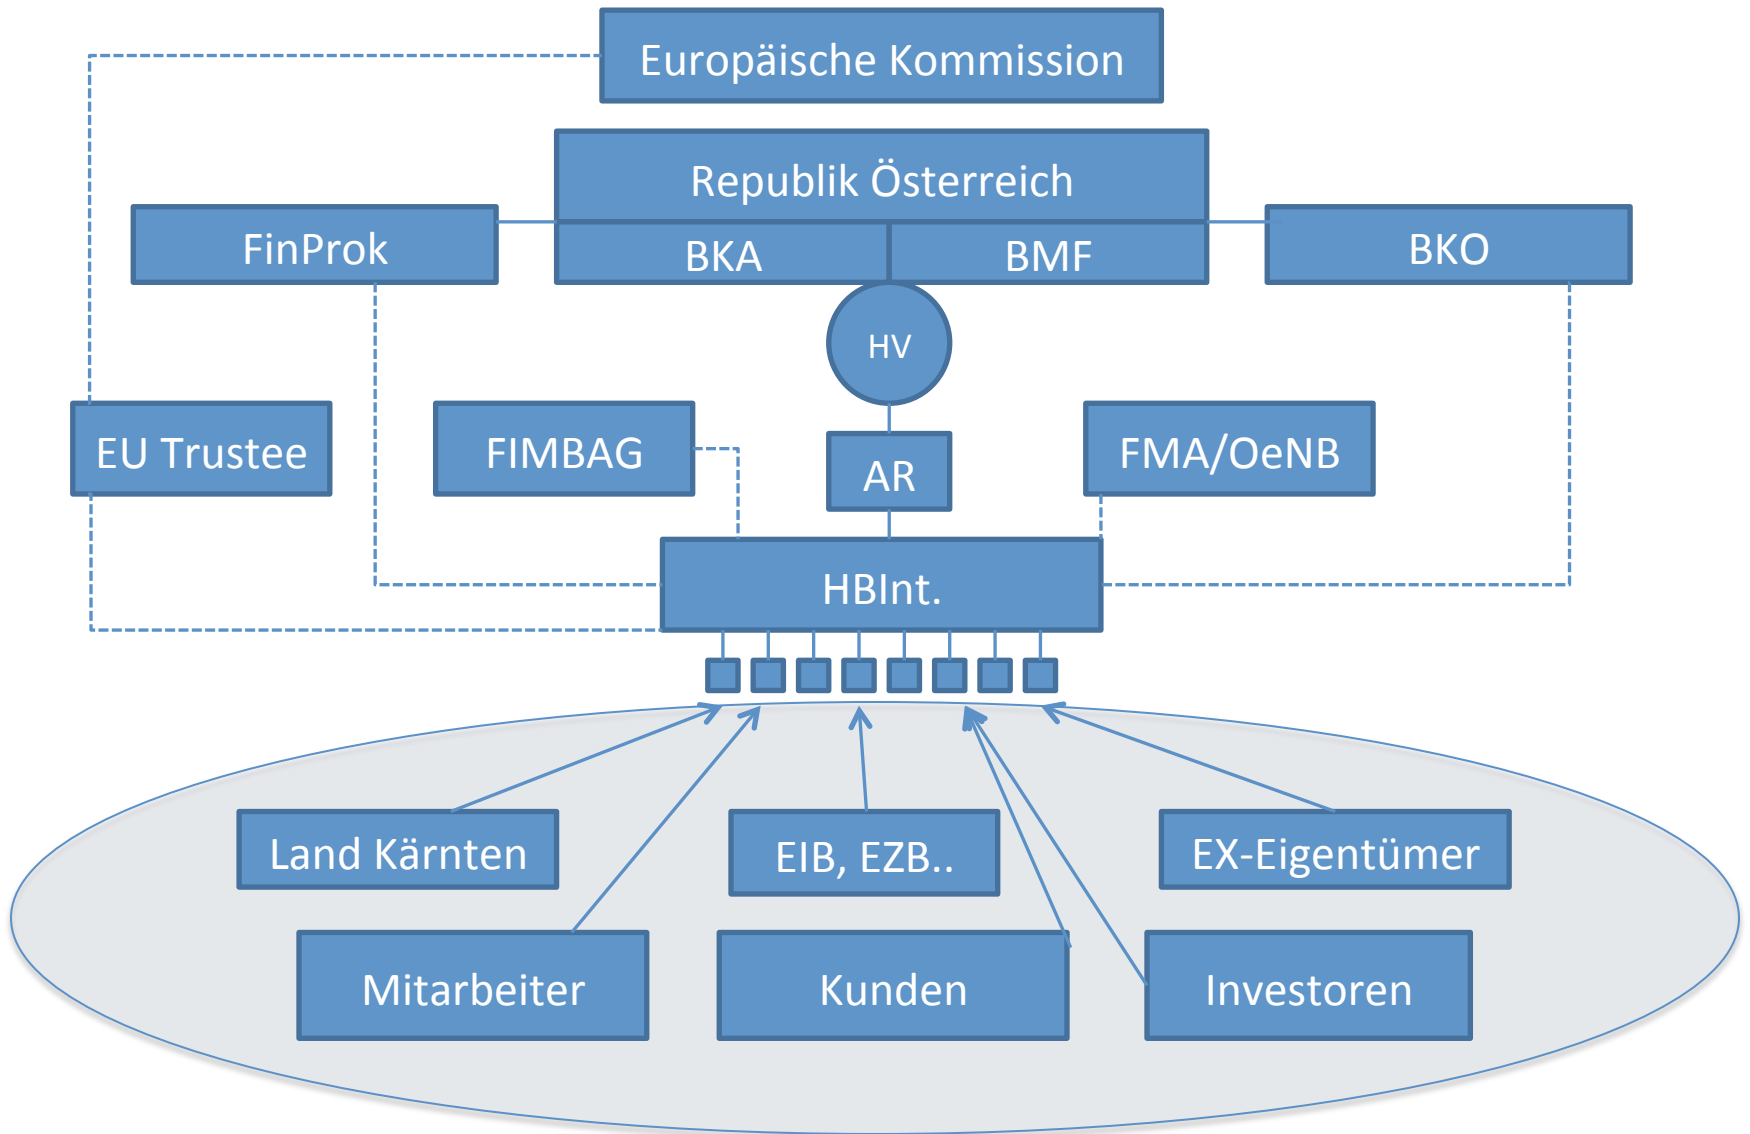 Europäische Kommission
Republik Österreich
FinProk
BKA
BMF
BKO
HV
EU Trustee
FIMBAG
AR
FMA/OeNB
HBInt.
Land Kärnten
EIB, EZB..
EX-Eigentümer
Mitarbeiter
Kunden
Investoren